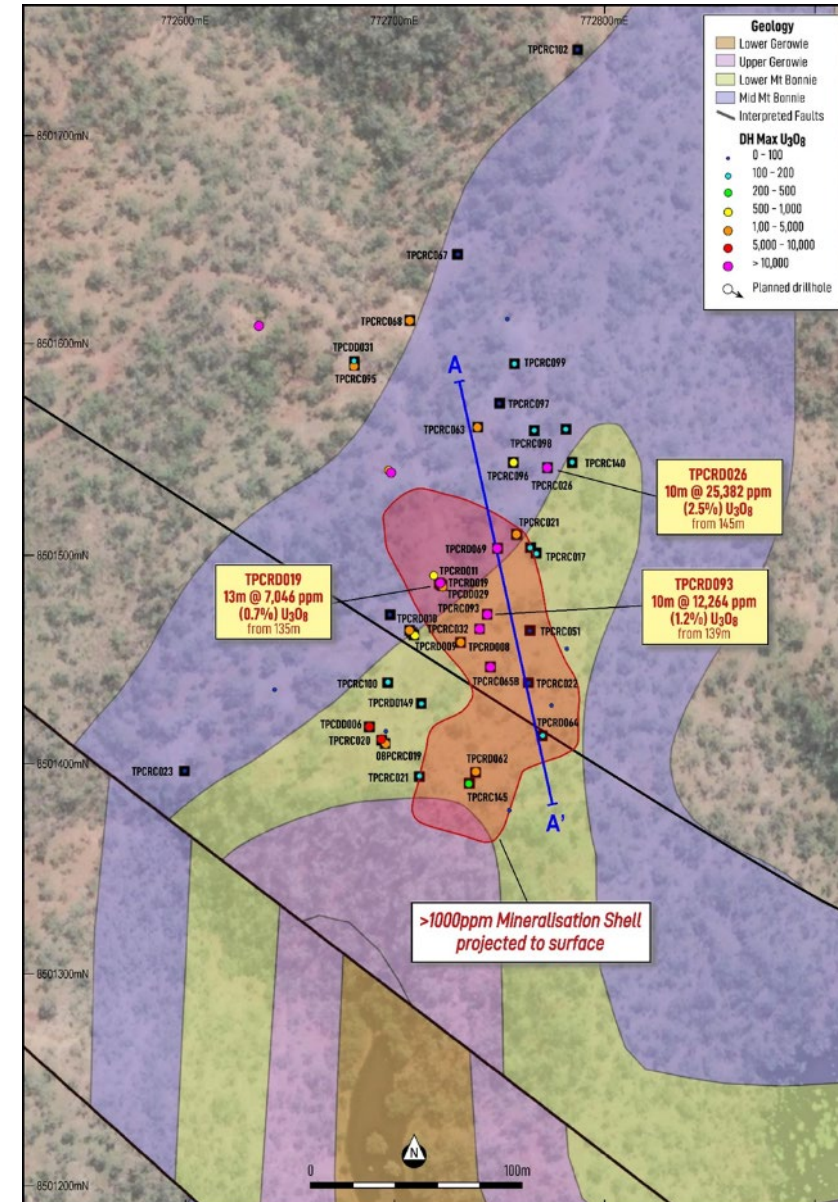 772600mE
772700mE
772800mE
8501700mN
8501600mN
8501500mN
8501400mN
8501300mN
8501200mN
Geology
Lower Gerowie
Upper Gerowie
Lower Mt Bonnie
Mid Mt Bonnie
Interpreted Faults
DH Max U3O8
0 - 100
100 - 200
200 - 500
500 - 1,000
1,00 - 5,000
5,000 - 10,000
> 10,000
Planned drillhole
TPCRC102
TPCRC067
TPCRC068
TPCDD031
TPCRC095
TPCRC099
A
TPCRC097
TPCRC063
TPCRC098
TPCRC096
TPCRC026
TPCRC140
TPCRD026
10m @ 25,382 ppm
(2.5%) U3O8
from 145m
TPCRC021
TPCRD069
TPCRC017
TPCRD011
TPCRD019
TPCDD029
TPCRD019
13m @ 7,046 ppm
(0.7%) U3O8
from 135m
TPCRC093
TPCRD093
10m @ 12,264 ppm
(1.2%) U3O8
from 139m
TPCRD010
TPCRC032
TPCRC051
TPCRD009
TPCRD008
TPCRC065B
TPCRC100
TPCRC022
TPCRD0149
TPCDD006
TPCRD064
TPCRC020
08PCRC019
TPCRC023
TPCRC021
TPCRD062
TPCRC145
A'
>1000ppm Mineralisation Shell
projected to surface
N
0
100m